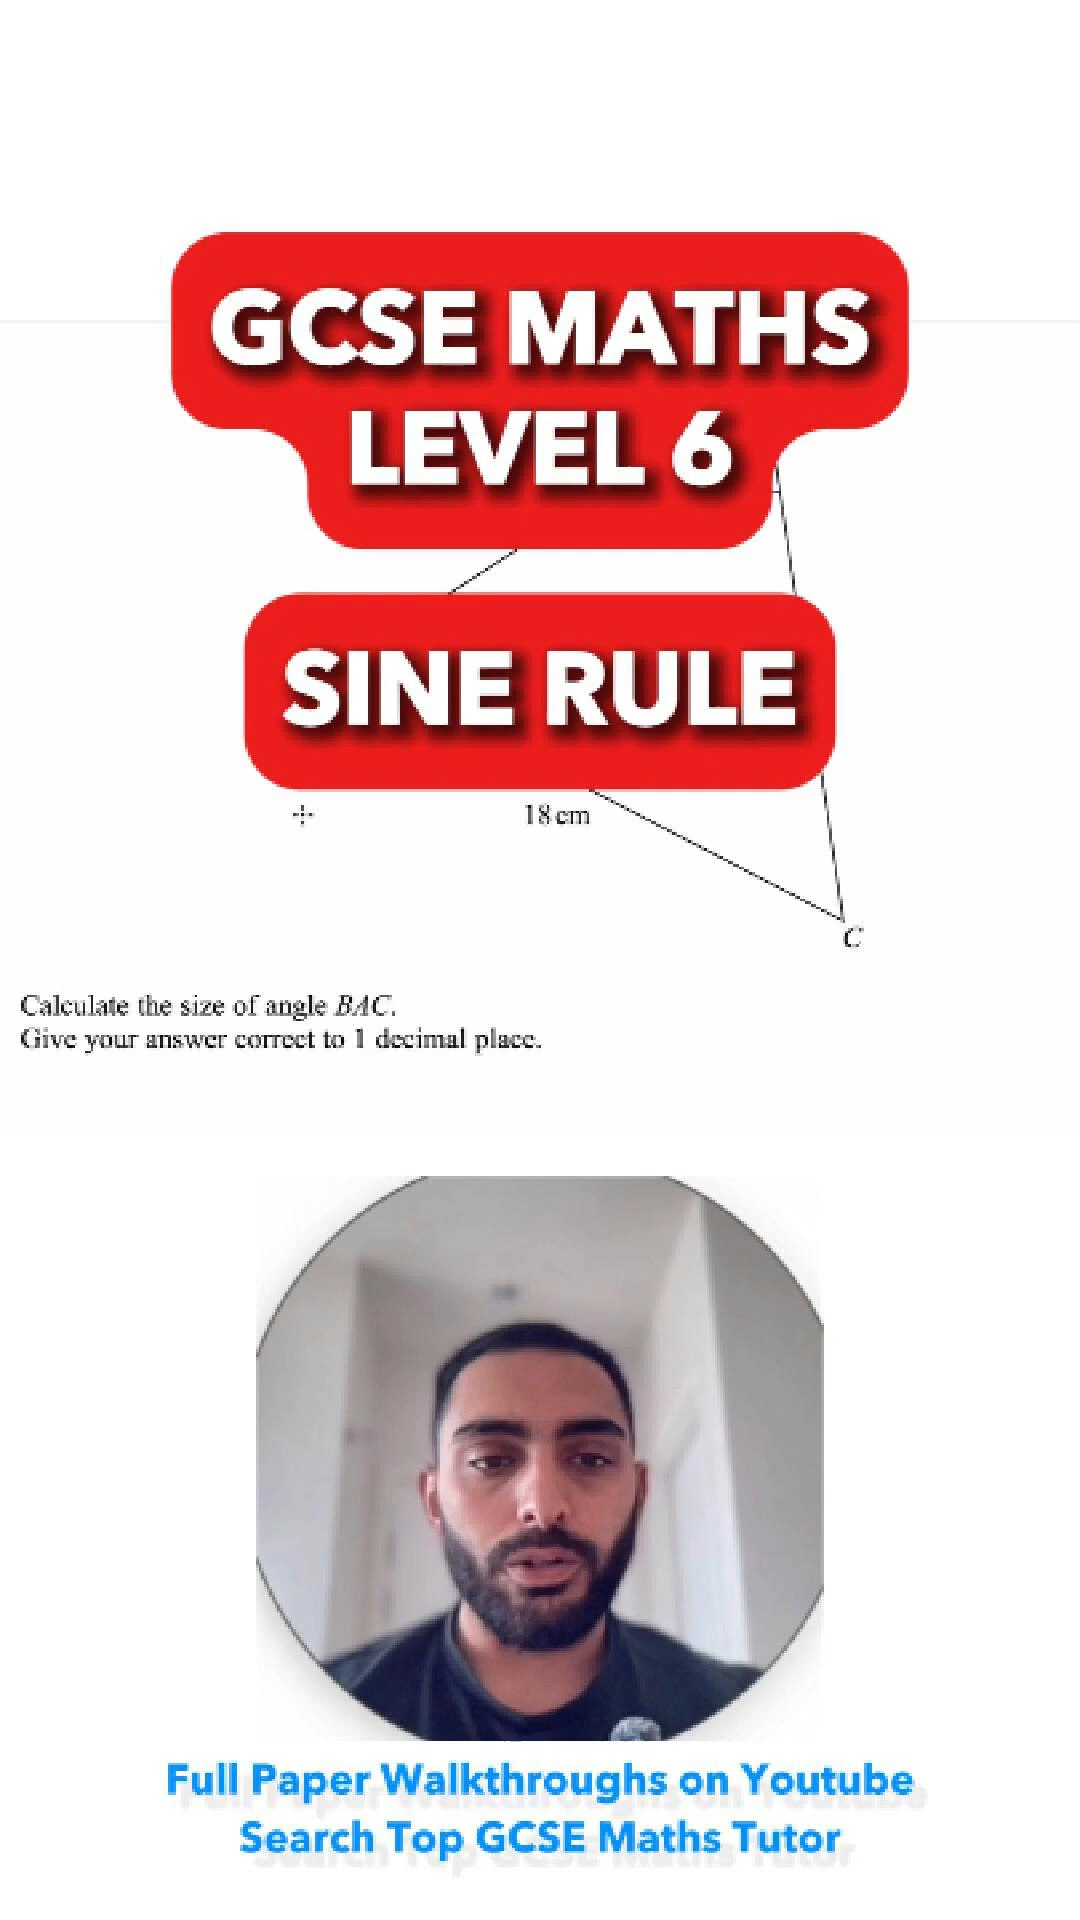 GCSE MATHS
LEVEL 6
SINE RULE
18 cm
C
Calculate the size of angle BAC.
Give your answer correct to 1 decimal place.
Full Paper Walkthroughs on Youtube
Search Top GCSE Maths Tutor